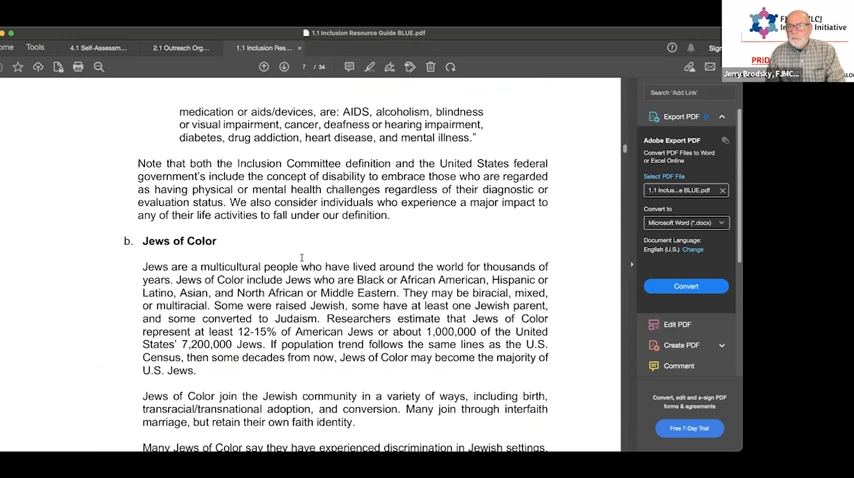 1.1 Inclusion Resource Guide BLUE.pdf
ome Tools 4.1 Self-Assessm... 2.1 Outreach Org... 1.1 Inclusion Res... × Sign
7 / 34
medication or aids/devices, are: AIDS, alcoholism, blindness
or visual impairment, cancer, deafness or hearing impairment,
diabetes, drug addiction, heart disease, and mental illness."
Note that both the Inclusion Committee definition and the United States federal
government's include the concept of disability to embrace those who are regarded
as having physical or mental health challenges regardless of their diagnostic or
evaluation status. We also consider individuals who experience a major impact to
any of their life activities to fall under our definition.
b. Jews of Color
Jews are a multicultural people who have lived around the world for thousands of
years. Jews of Color include Jews who are Black or African American, Hispanic or
Latino, Asian, and North African or Middle Eastern. They may be biracial, mixed,
or multiracial. Some were raised Jewish, some have at least one Jewish parent,
and some converted to Judaism. Researchers estimate that Jews of Color
represent at least 12-15% of American Jews or about 1,000,000 of the United
States' 7,200,000 Jews. If population trend follows the same lines as the U.S.
Census, then some decades from now, Jews of Color may become the majority of
U.S. Jews.
Jews of Color join the Jewish community in a variety of ways, including birth,
transracial/transnational adoption, and conversion. Many join through interfaith
marriage, but retain their own faith identity.
Many Jews of Color say they have experienced discrimination in Jewish settings,
Search 'Add Link'
Export PDF
Adobe Export PDF
Convert PDF Files to Word
or Excel Online
Select PDF File
1.1 Inclus...e BLUE.pdf
Convert to
Microsoft Word (*.docx)
Document Language:
English (U.S.) Change
Convert
Edit PDF
Create PDF
Comment
Convert, edit and e-sign PDF
forms & agreements
Free 7-Day Trial
LCJ
Initiative
PRID
Jerry Brodsky, FJMC...